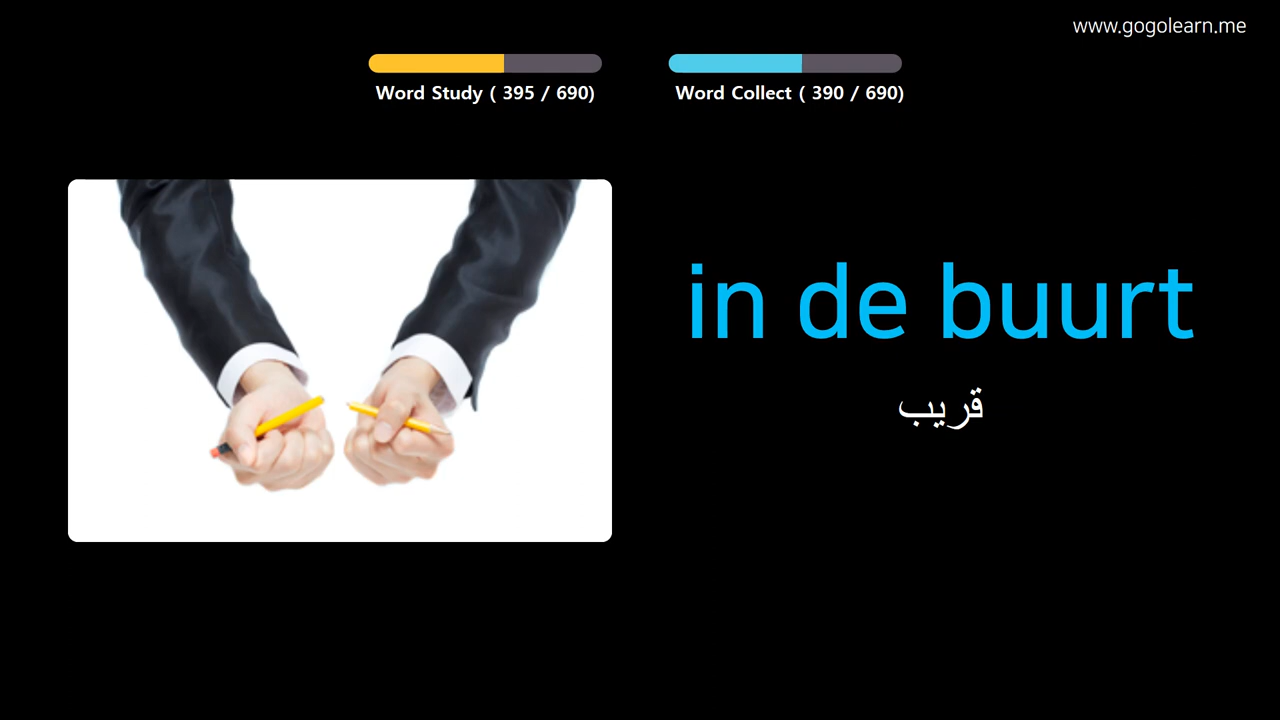 www.gogolearn.me
Word Study ( 395 / 690)
Word Collect ( 390 / 690)
in de buurt
قريب